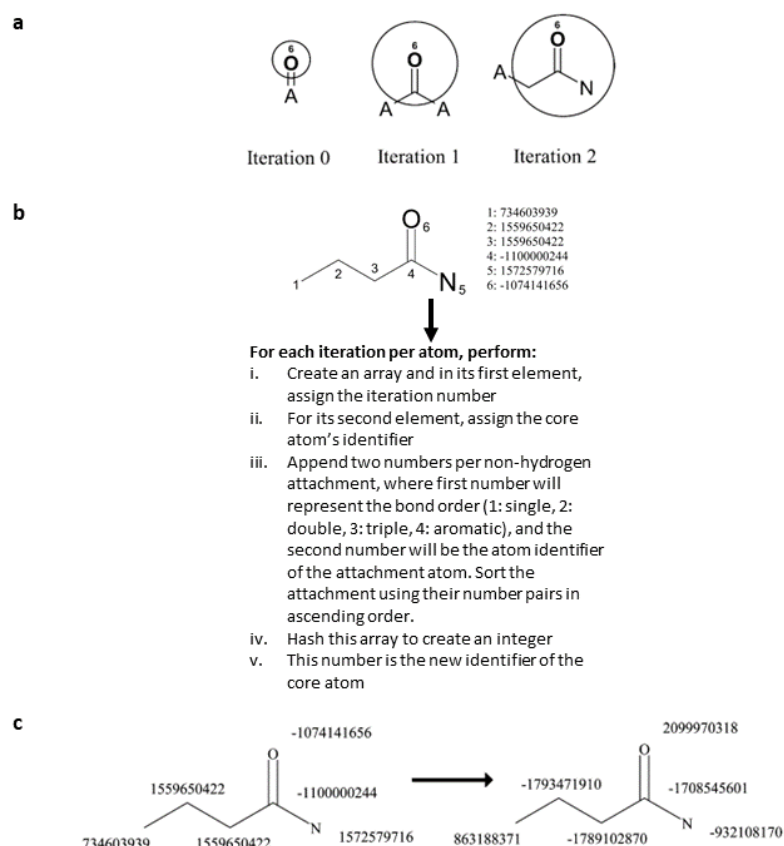 a
6
O
A
6
O
A A
6
O
A N
Iteration 0 Iteration 1 Iteration 2
b
O6
1 2 3 4 N5
1: 734603939
2: 1559650422
3: 1559650422
4: -1100000244
5: 1572579716
6: -1074141656
For each iteration per atom, perform:
i. Create an array and in its first element,
assign the iteration number
ii. For its second element, assign the core
atom's identifier
iii. Append two numbers per non-hydrogen
attachment, where first number will
represent the bond order (1: single, 2:
double, 3: triple, 4: aromatic), and the
second number will be the atom identifier
of the attachment atom. Sort the
attachment using their number pairs in
ascending order.
iv. Hash this array to create an integer
v. This number is the new identifier of the
core atom
c
-1074141656
O
1559650422
-1100000244
N
734603939 1559650422 1572579716
2099970318
O
-1793471910
-1708545601
N
863188371 -1789102870 -932108170